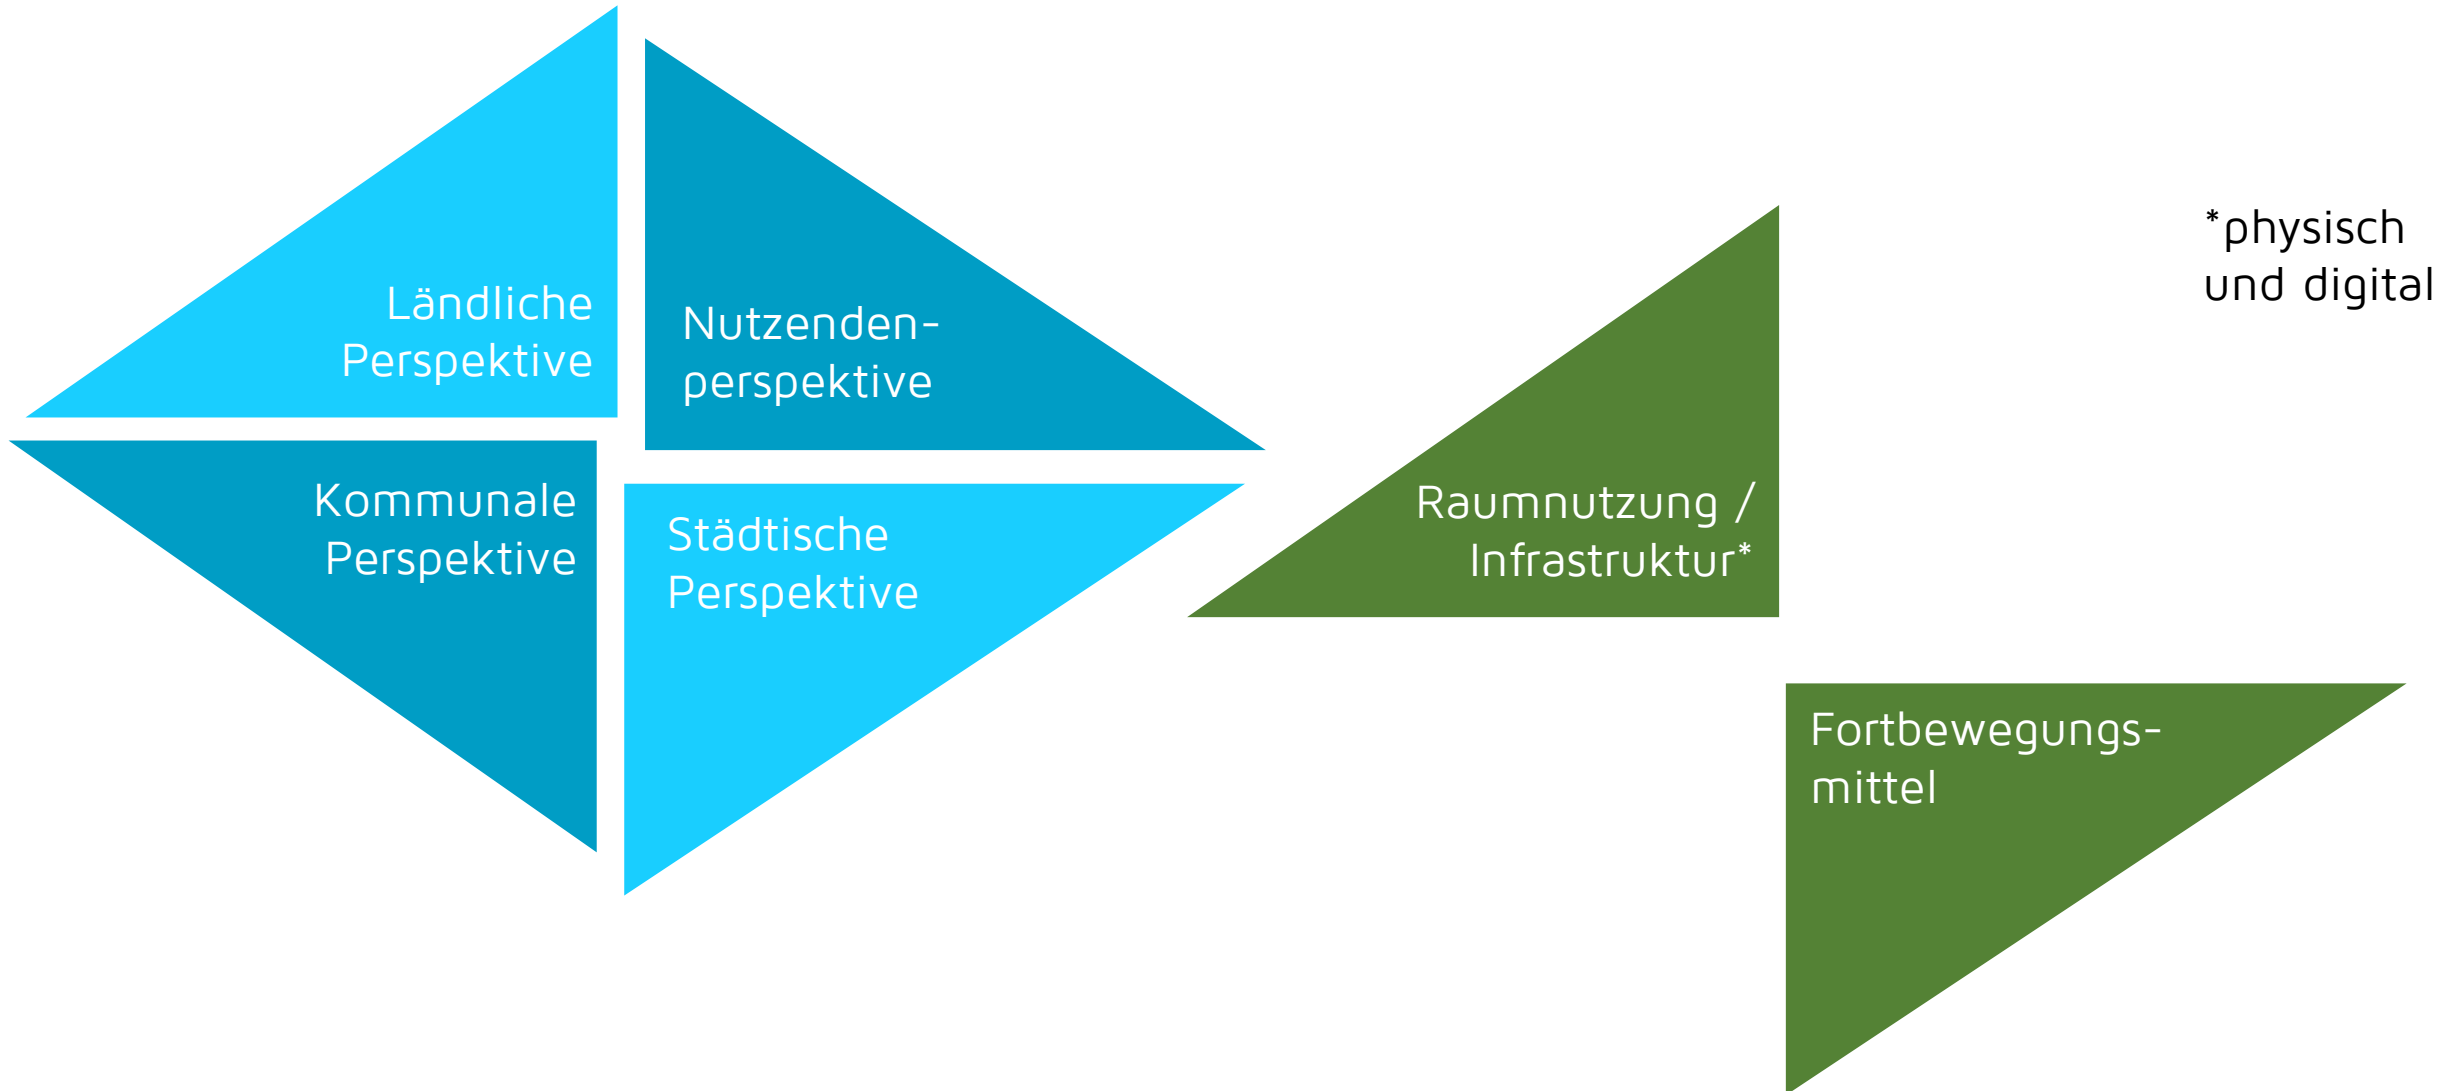 Ländliche
Perspektive
Nutzenden-
perspektive
Kommunale
Perspektive
Städtische
Perspektive
Raumnutzung /
Infrastruktur*
*physisch
und digital
Fortbewegungs-
mittel